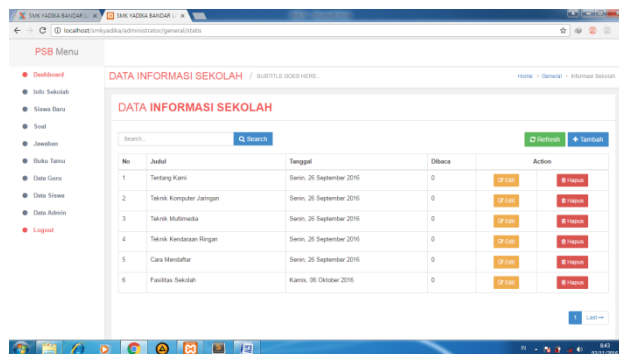 SMK YADIKA BANDAR L
SMK YADIKA BANDAR L
localhost/smkyadika/administrator/general/statis
PSB Menu
Dashboard
Info Sekolah
Siswa Baru
Soal
Jawaban
Buku Tamu
Data Guru
Data Siswa
Data Admin
Logout
DATA INFORMASI SEKOLAH / SUBTITLE GOES HERE..
Home - General - Informasi Sekolah
DATA INFORMASI SEKOLAH
Search... Search Refresh Tambah
No Judul Tanggal Dibaca Action
1 Tentang Kami Senin, 26 September 2016 0 Edit Hapus
2 Teknik Komputer Jaringan Senin, 26 September 2016 0 Edit Hapus
3 Teknik Multimedia Senin, 26 September 2016 0 Edit Hapus
4 Teknik Kendaraan Ringan Senin, 26 September 2016 0 Edit Hapus
5 Cara Mendaftar Senin, 26 September 2016 0 Edit Hapus
6 Fasilitas Sekolah Kamis, 06 Oktober 2016 0 Edit Hapus
1 Last→
IN 8:43